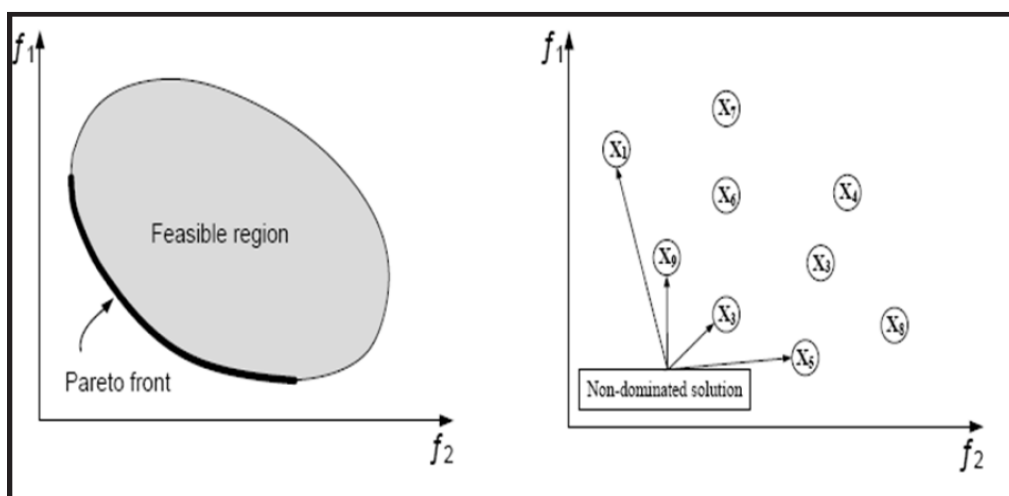 f1
Feasible region
Pareto front
f2
f1
X7
X1
X6
X4
X9
X3
X3
X8
X5
Non-dominated solution
f2